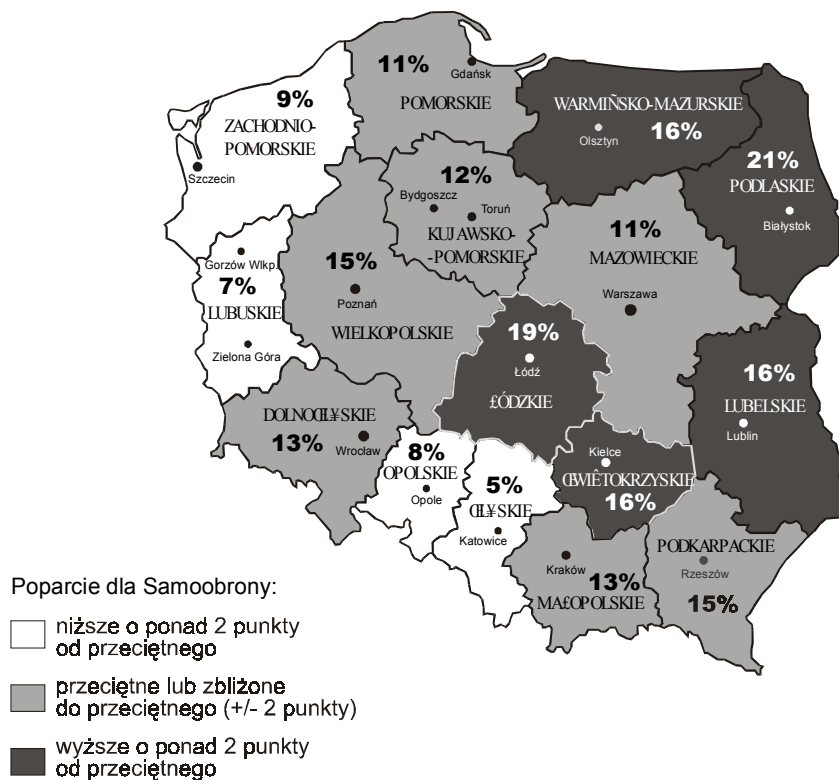 11%
Gdańsk
POMORSKIE
9%
ZACHODNIO-
POMORSKIE
Szczecin
WARMIÑSKO-MAZURSKIE
Olsztyn
16%
21%
PODLASKIE
Białystok
12%
Bydgoszcz
Toruń
KUJAWSKO-
-POMORSKIE
11%
MAZOWIECKIE
Warszawa
Gorzów Wlkp.
7%
LUBUSKIE
Zielona Góra
15%
Poznań
WIELKOPOLSKIE
19%
Łódź
£ÓDZKIE
16%
LUBELSKIE
Lublin
DOLNOŒL¥SKIE
13%
Wrocław
8%
OPOLSKIE
Opole
5%
ŒL¥SKIE
Katowice
Kielce
ŒWIÊTOKRZYSKIE
16%
Kraków
13%
MA£OPOLSKIE
PODKARPACKIE
Rzeszów
15%
Poparcie dla Samoobrony:
niższe o ponad 2 punkty
od przeciętnego
przeciętne lub zbliżone
do przeciętnego (+/- 2 punkty)
wyższe o ponad 2 punkty
od przeciętnego